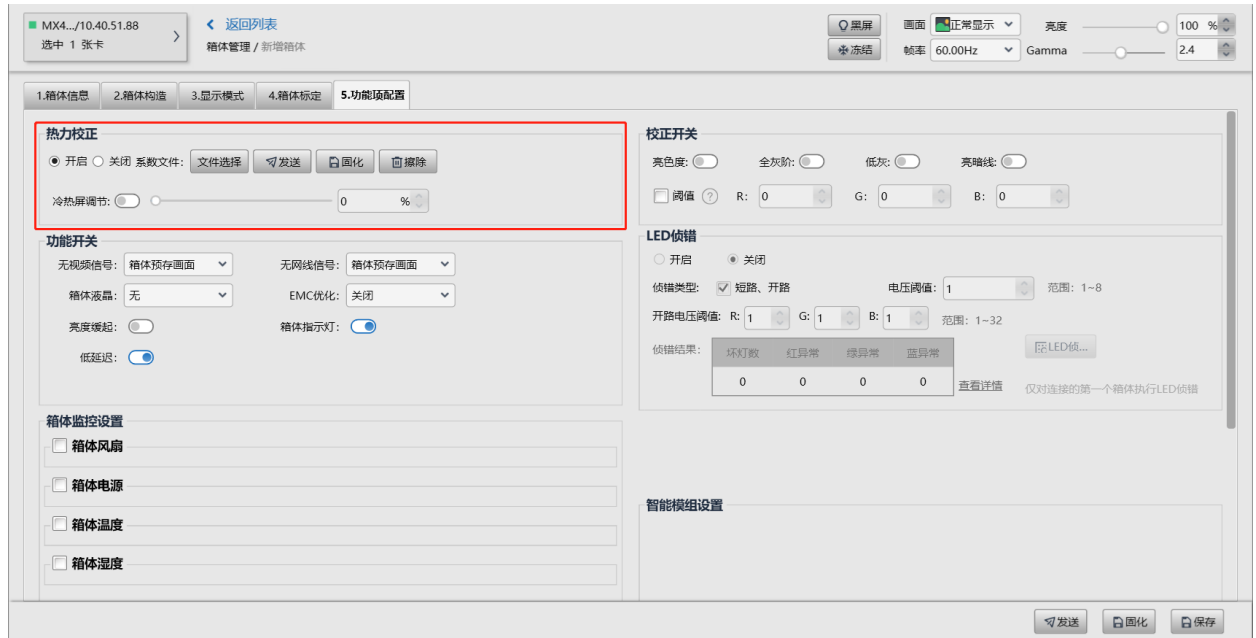 MX4.../10.40.51.88
选中 1 张卡
返回列表
箱体管理 / 新增箱体
黑屏 画面 正常显示 亮度 100 %
冻结 帧率 60.00Hz Gamma 2.4
1.箱体信息 2.箱体构造 3.显示模式 4.箱体标定 5.功能项配置
热力校正
开启 关闭 系数文件: 文件选择 发送 固化 擦除
冷热屏调节: 0 %
功能开关
无视频信号: 箱体预存画面 无网线信号: 箱体预存画面
箱体液晶: 无 EMC优化: 关闭
亮度缓起: 箱体指示灯:
低延迟:
箱体监控设置
箱体风扇
箱体电源
箱体温度
箱体湿度
校正开关
亮色度: 全灰阶: 低灰: 亮暗线:
阈值 ? R: 0 G: 0 B: 0
LED侦错
开启 关闭
侦错类型: 短路、开路 电压阈值: 1 范围: 1~8
开路电压阈值: R: 1 G: 1 B: 1 范围: 1~32
侦错结果: 坏灯数 红异常 绿异常 蓝异常 LED侦...
0 0 0 0 查看详情 仅对连接的第一个箱体执行LED侦错
智能模组设置
发送 固化 保存